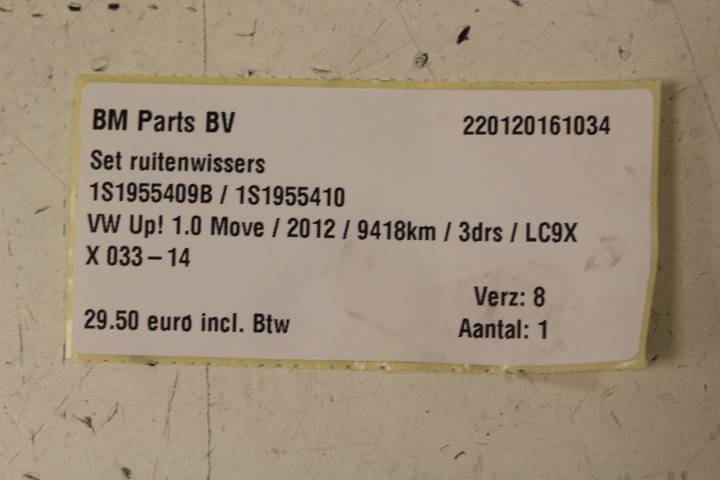 BM Parts BV 220120161034
Set ruitenwissers
1S1955409B / 1S1955410
VW Up! 1.0 Move / 2012 / 9418km / 3drs / LC9X
X 033-14
Verz: 8
29.50 euro incl. Btw Aantal: 1